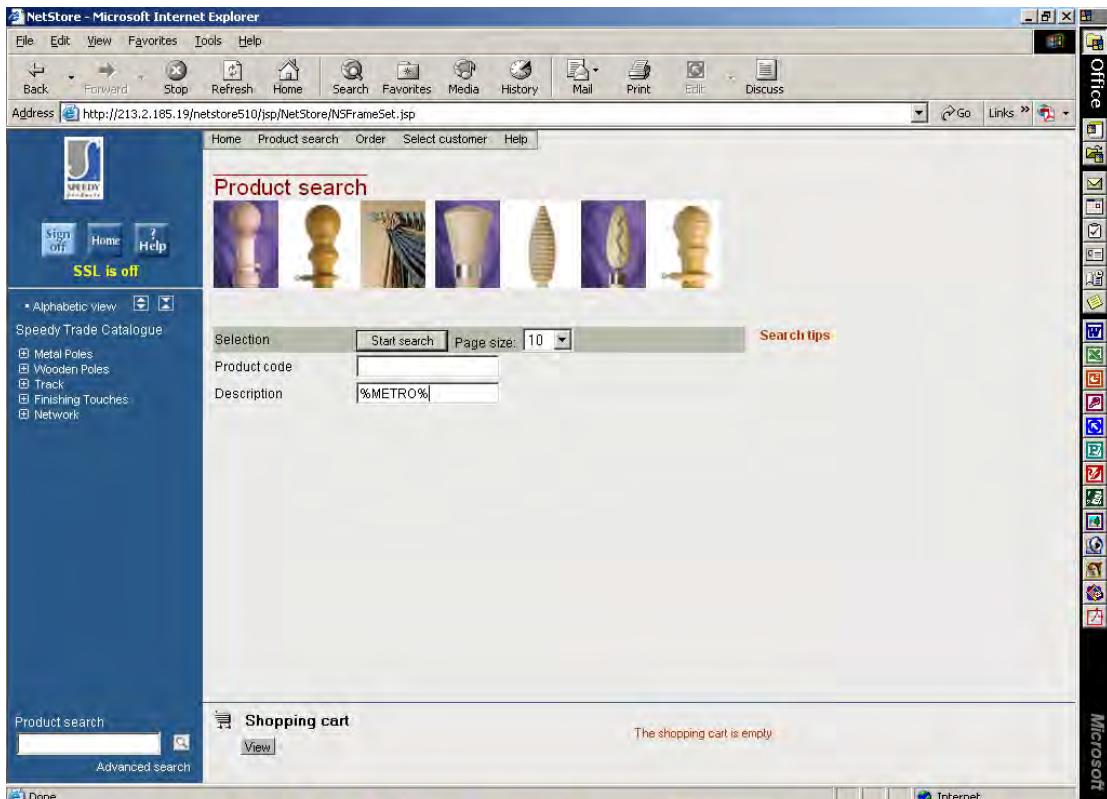 NetStore - Microsoft Internet Explorer
File Edit View Favorites Tools Help
Back Forward Stop Refresh Home Search Favorites Media History Mail Print Edit Discuss
Address http://213.2.185.19/netstore510/jsp/NetStore/NSFrameSet.jsp Go Links »
Home Product search Order Select customer Help
SPEEDY
products
Sign off Home ? Help
SSL is off
Alphabetic view
Speedy Trade Catalogue
Metal Poles
Wooden Poles
Track
Finishing Touches
Network
Product search
Selection Start search Page size: 10 Search tips
Product code
Description %METRO%
Product search
Advanced search
Shopping cart
View
The shopping cart is empty
Done Internet
Office
Microsoft